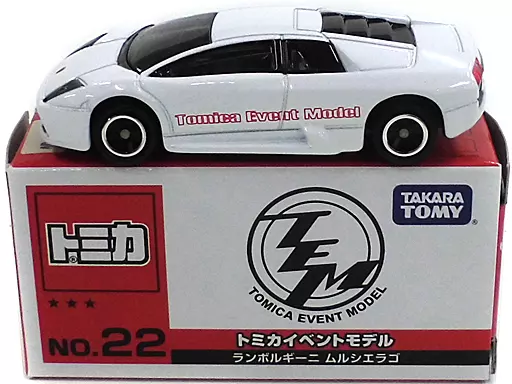 Tomica Event Model
トミカ
TEM
TOMICA EVENT MODEL
TAKARA
TOMY
NO.22
トミカイベントモデル
ランボルギーニ ムルシエラゴ